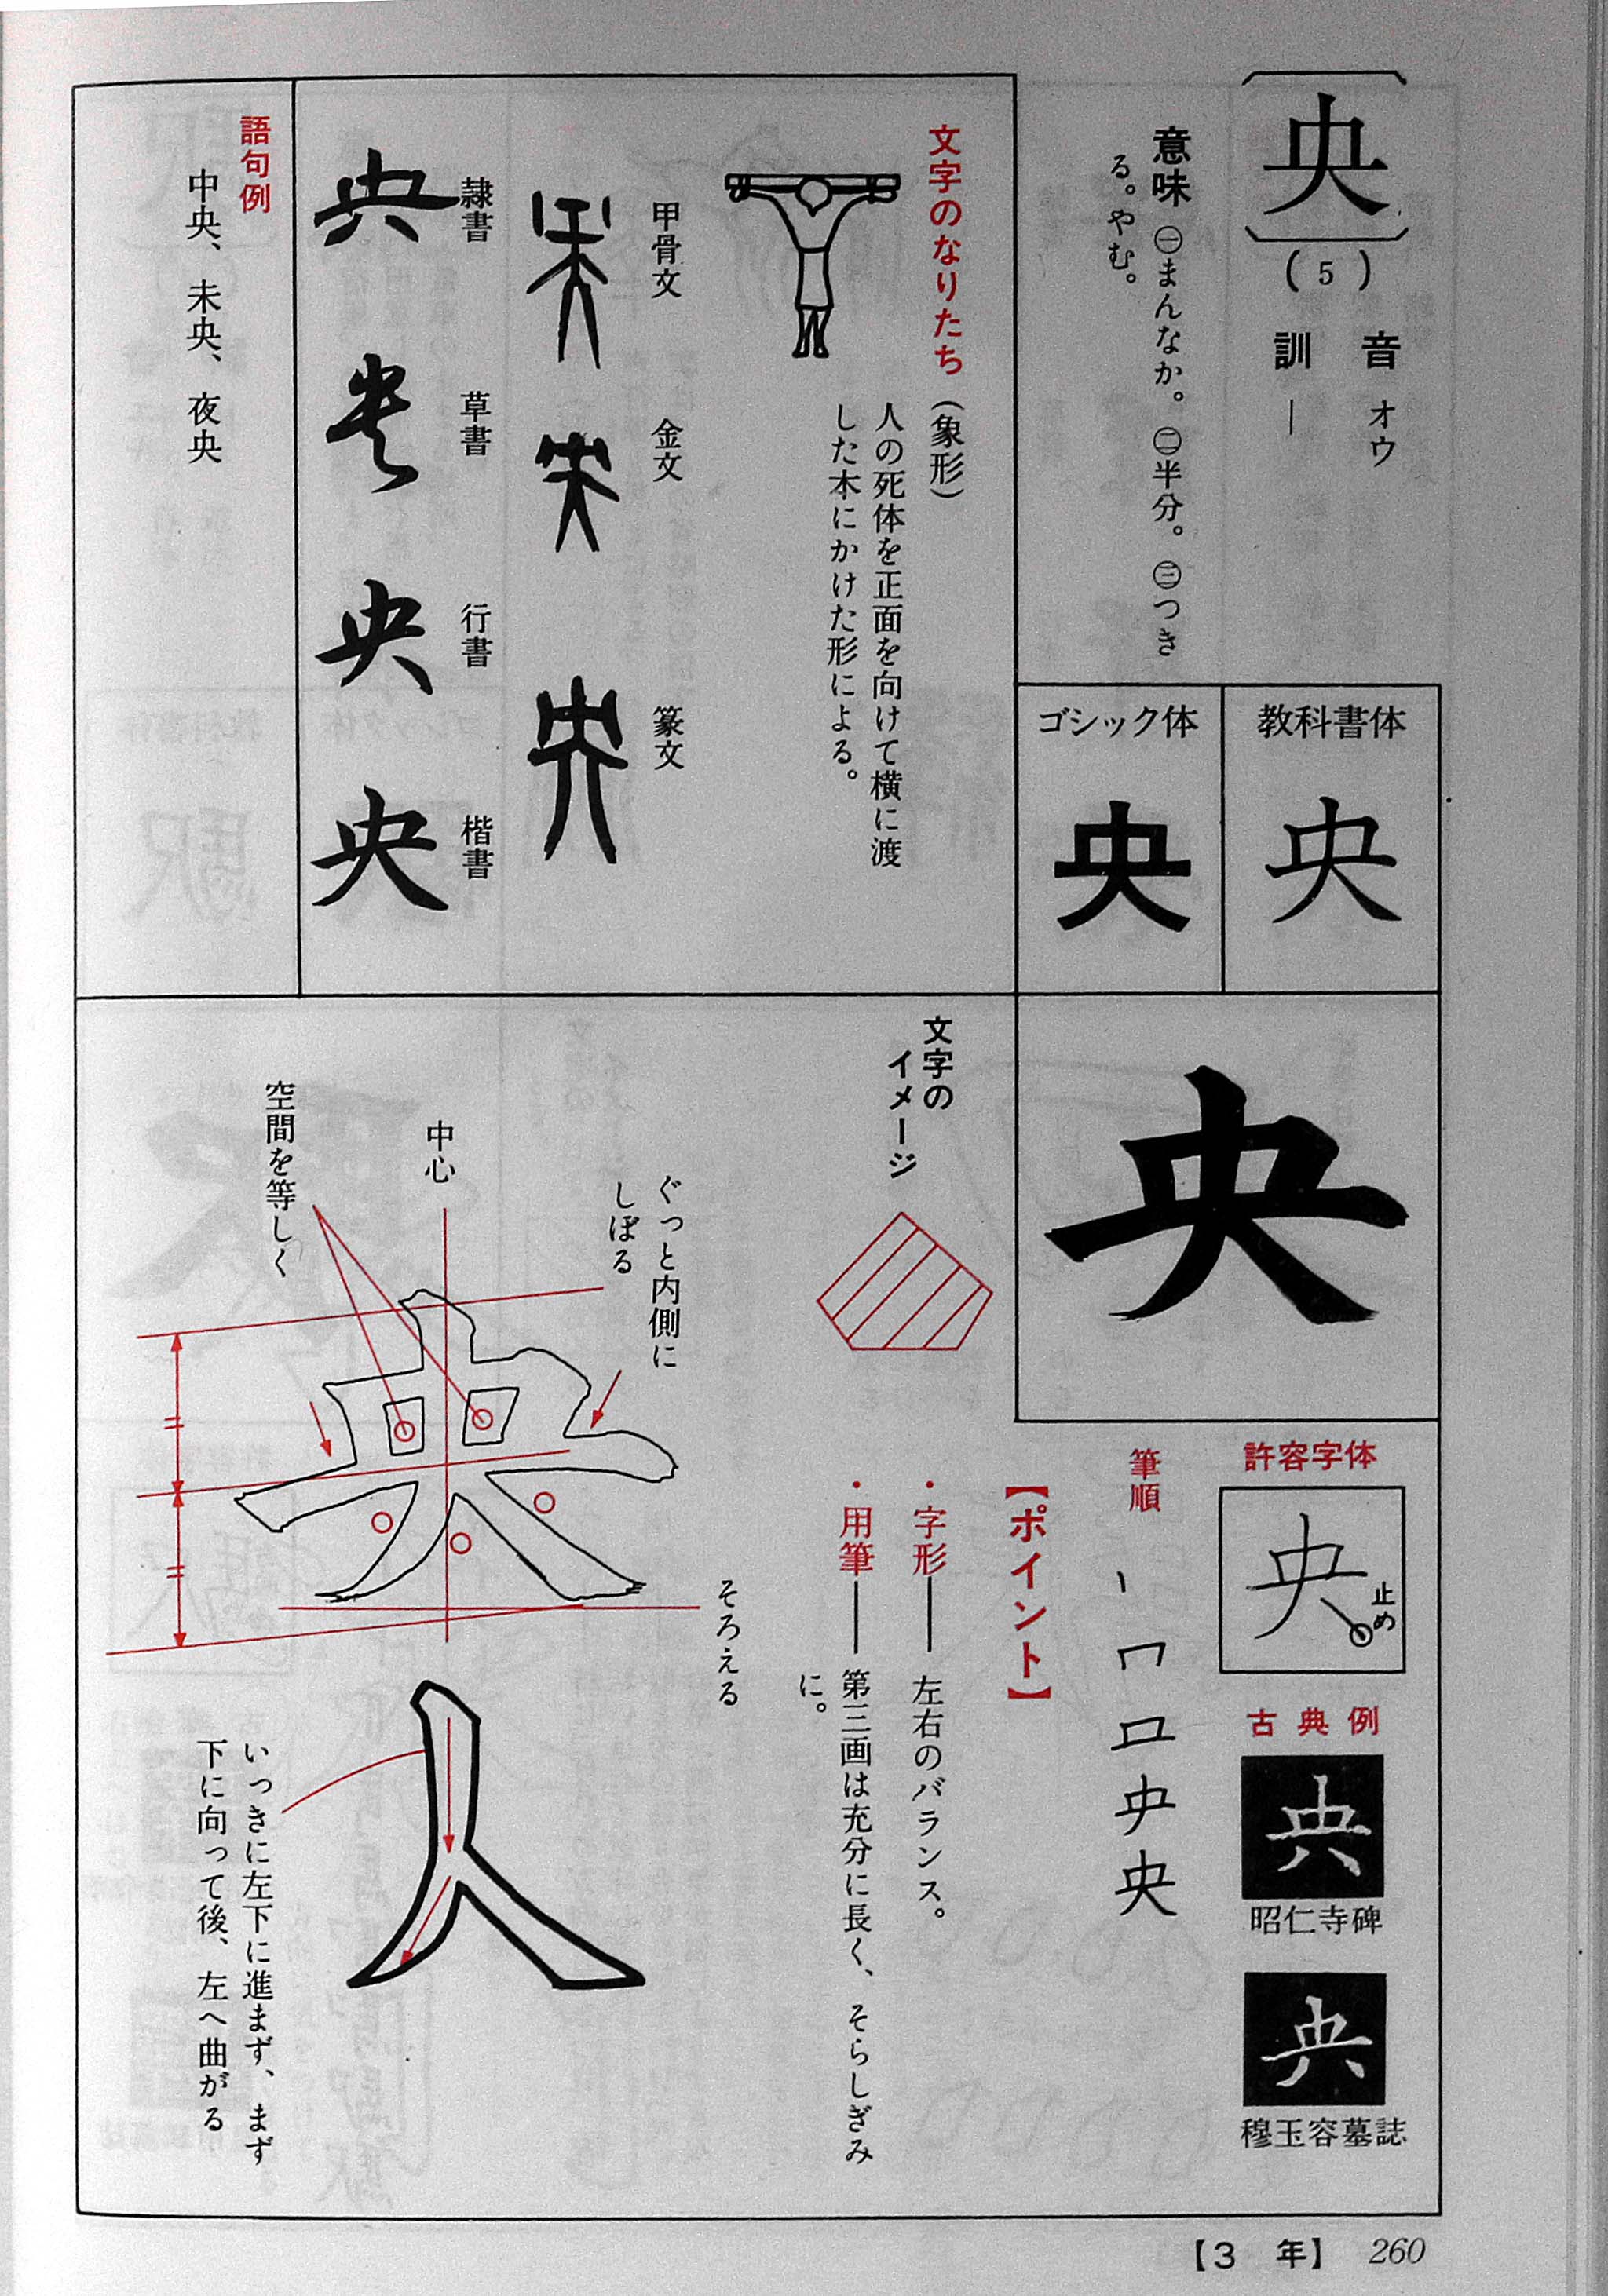 央
(5)
音 オウ
訓 ―
意味 ㊀まんなか。㊁半分。㊂つき
る。やむ。
教科書体
央
ゴシック体
央
文字のなりたち(象形)
人の死体を正面を向けて横に渡
した木にかけた形による。
甲骨文 金文 篆文
隷書 草書 行書 楷書
央 央 央 央
語句例
中央、未央、夜央
央
許容字体
央
止め
古典例
央
昭仁寺碑
央
穆玉容墓誌
筆順
央
【ポイント】
・字形――左右のバランス。
・用筆――第三画は充分に長く、そらしぎみ
に。
文字の
イメージ
ぐっと内側に
しぼる
中心
空間を等しく
そろえる
いっきに左下に進まず、まず
下に向って後、左へ曲がる
【3 年】 260